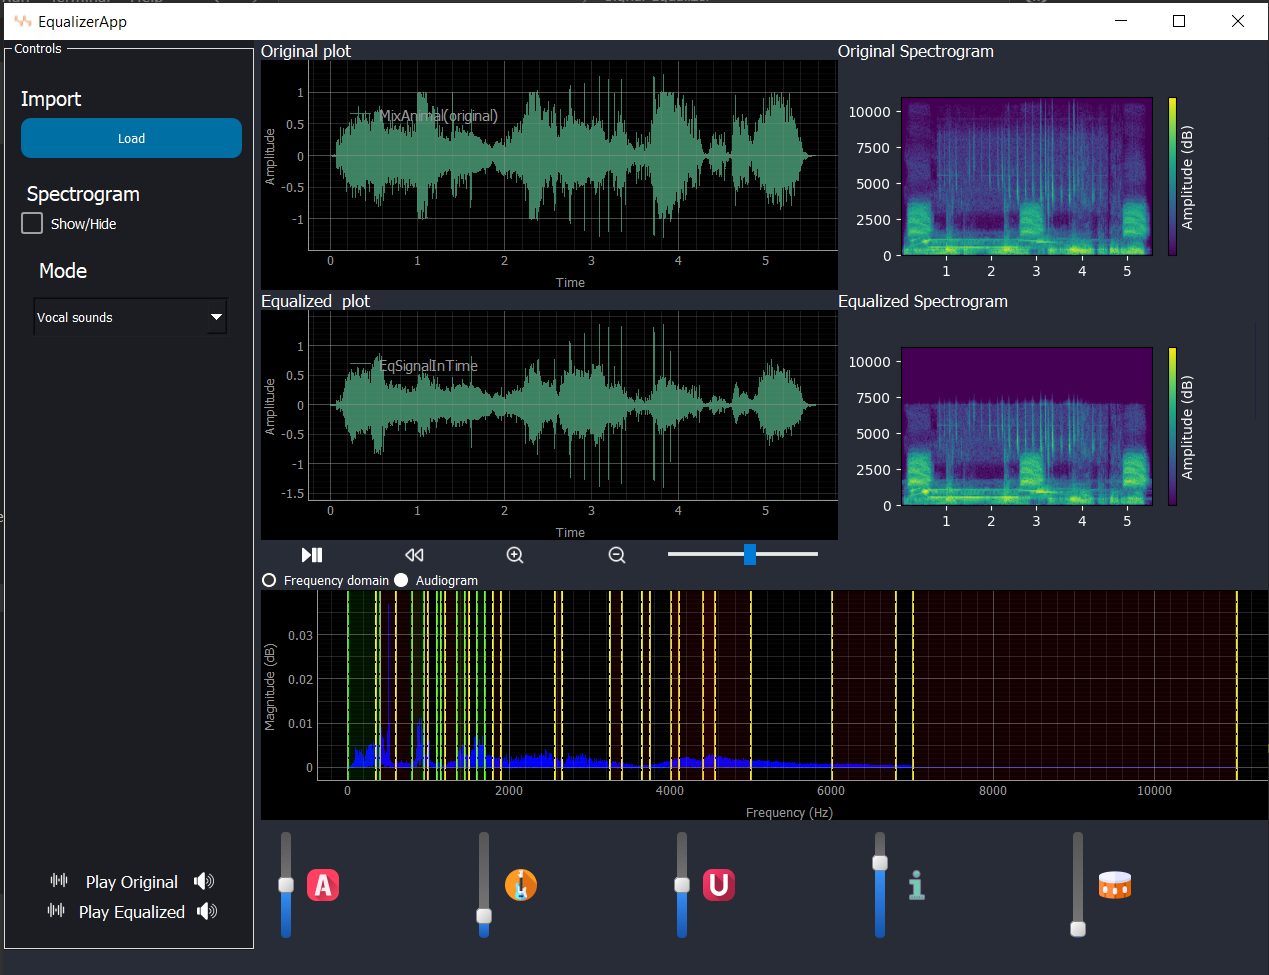 EqualizerApp
Controls
Import
Load
Spectrogram
Show/Hide
Mode
Vocal sounds
Play Original
Play Equalized
Original plot
MixAnimal(original)
Amplitude
1
0.5
0
-0.5
-1
0 1 2 3 4 5
Time
Original Spectrogram
10000
7500
5000
2500
0
1 2 3 4 5
Amplitude (dB)
Equalized plot
EqSignalInTime
Amplitude
1
0.5
0
-0.5
-1
-1.5
0 1 2 3 4 5
Time
Equalized Spectrogram
10000
7500
5000
2500
0
1 2 3 4 5
Amplitude (dB)
Frequency domain Audiogram
Magnitude (dB)
0.03
0.02
0.01
0
0 2000 4000 6000 8000 10000
Frequency (Hz)
A U i